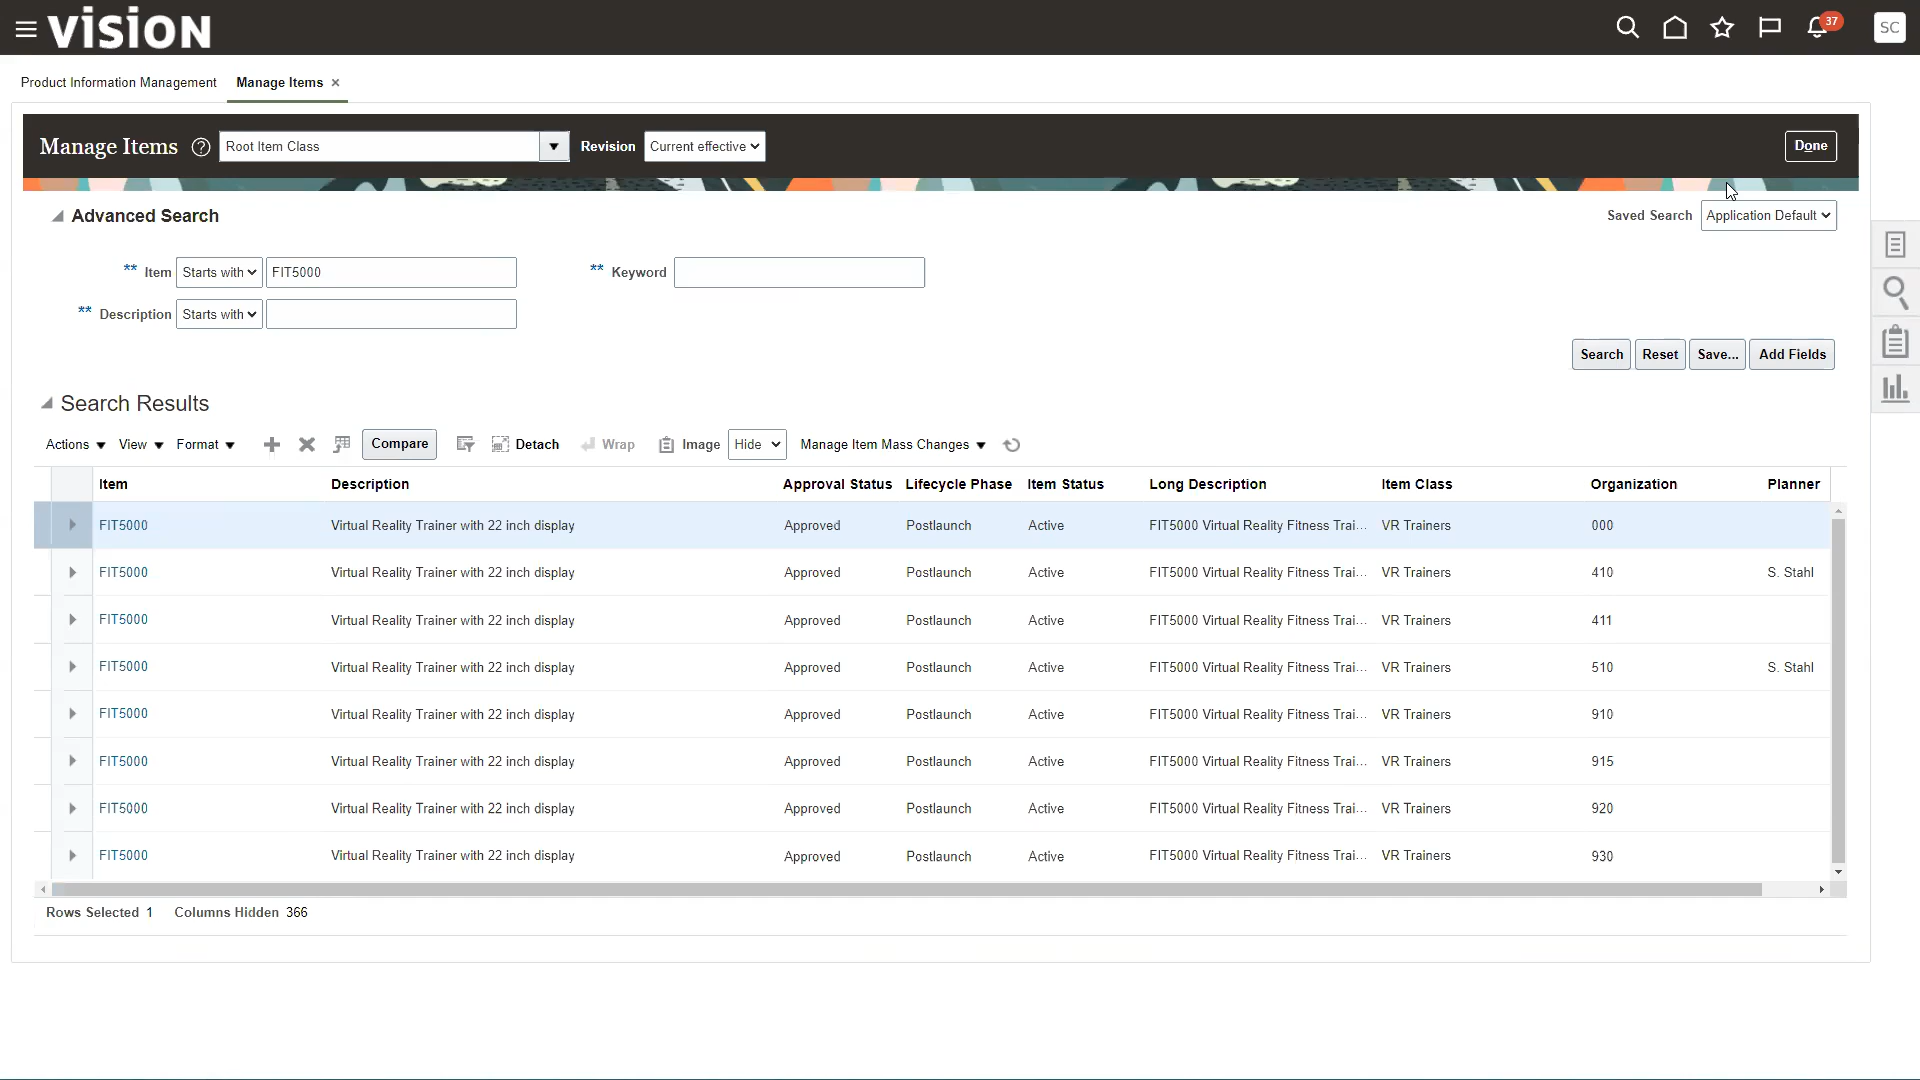 vision
37
SC
Product Information Management Manage Items ×
Manage Items ? Root Item Class Revision Current effective Done
Advanced Search
Saved Search Application Default
** Item Starts with FIT5000 ** Keyword
** Description Starts with
Search Reset Save... Add Fields
Search Results
Actions View Format Compare Detach Wrap Image Hide Manage Item Mass Changes
Item Description Approval Status Lifecycle Phase Item Status Long Description Item Class Organization Planner
FIT5000 Virtual Reality Trainer with 22 inch display Approved Postlaunch Active FIT5000 Virtual Reality Fitness Trai... VR Trainers 000
FIT5000 Virtual Reality Trainer with 22 inch display Approved Postlaunch Active FIT5000 Virtual Reality Fitness Trai... VR Trainers 410 S. Stahl
FIT5000 Virtual Reality Trainer with 22 inch display Approved Postlaunch Active FIT5000 Virtual Reality Fitness Trai... VR Trainers 411
FIT5000 Virtual Reality Trainer with 22 inch display Approved Postlaunch Active FIT5000 Virtual Reality Fitness Trai... VR Trainers 510 S. Stahl
FIT5000 Virtual Reality Trainer with 22 inch display Approved Postlaunch Active FIT5000 Virtual Reality Fitness Trai... VR Trainers 910
FIT5000 Virtual Reality Trainer with 22 inch display Approved Postlaunch Active FIT5000 Virtual Reality Fitness Trai... VR Trainers 915
FIT5000 Virtual Reality Trainer with 22 inch display Approved Postlaunch Active FIT5000 Virtual Reality Fitness Trai... VR Trainers 920
FIT5000 Virtual Reality Trainer with 22 inch display Approved Postlaunch Active FIT5000 Virtual Reality Fitness Trai... VR Trainers 930
Rows Selected 1 Columns Hidden 366